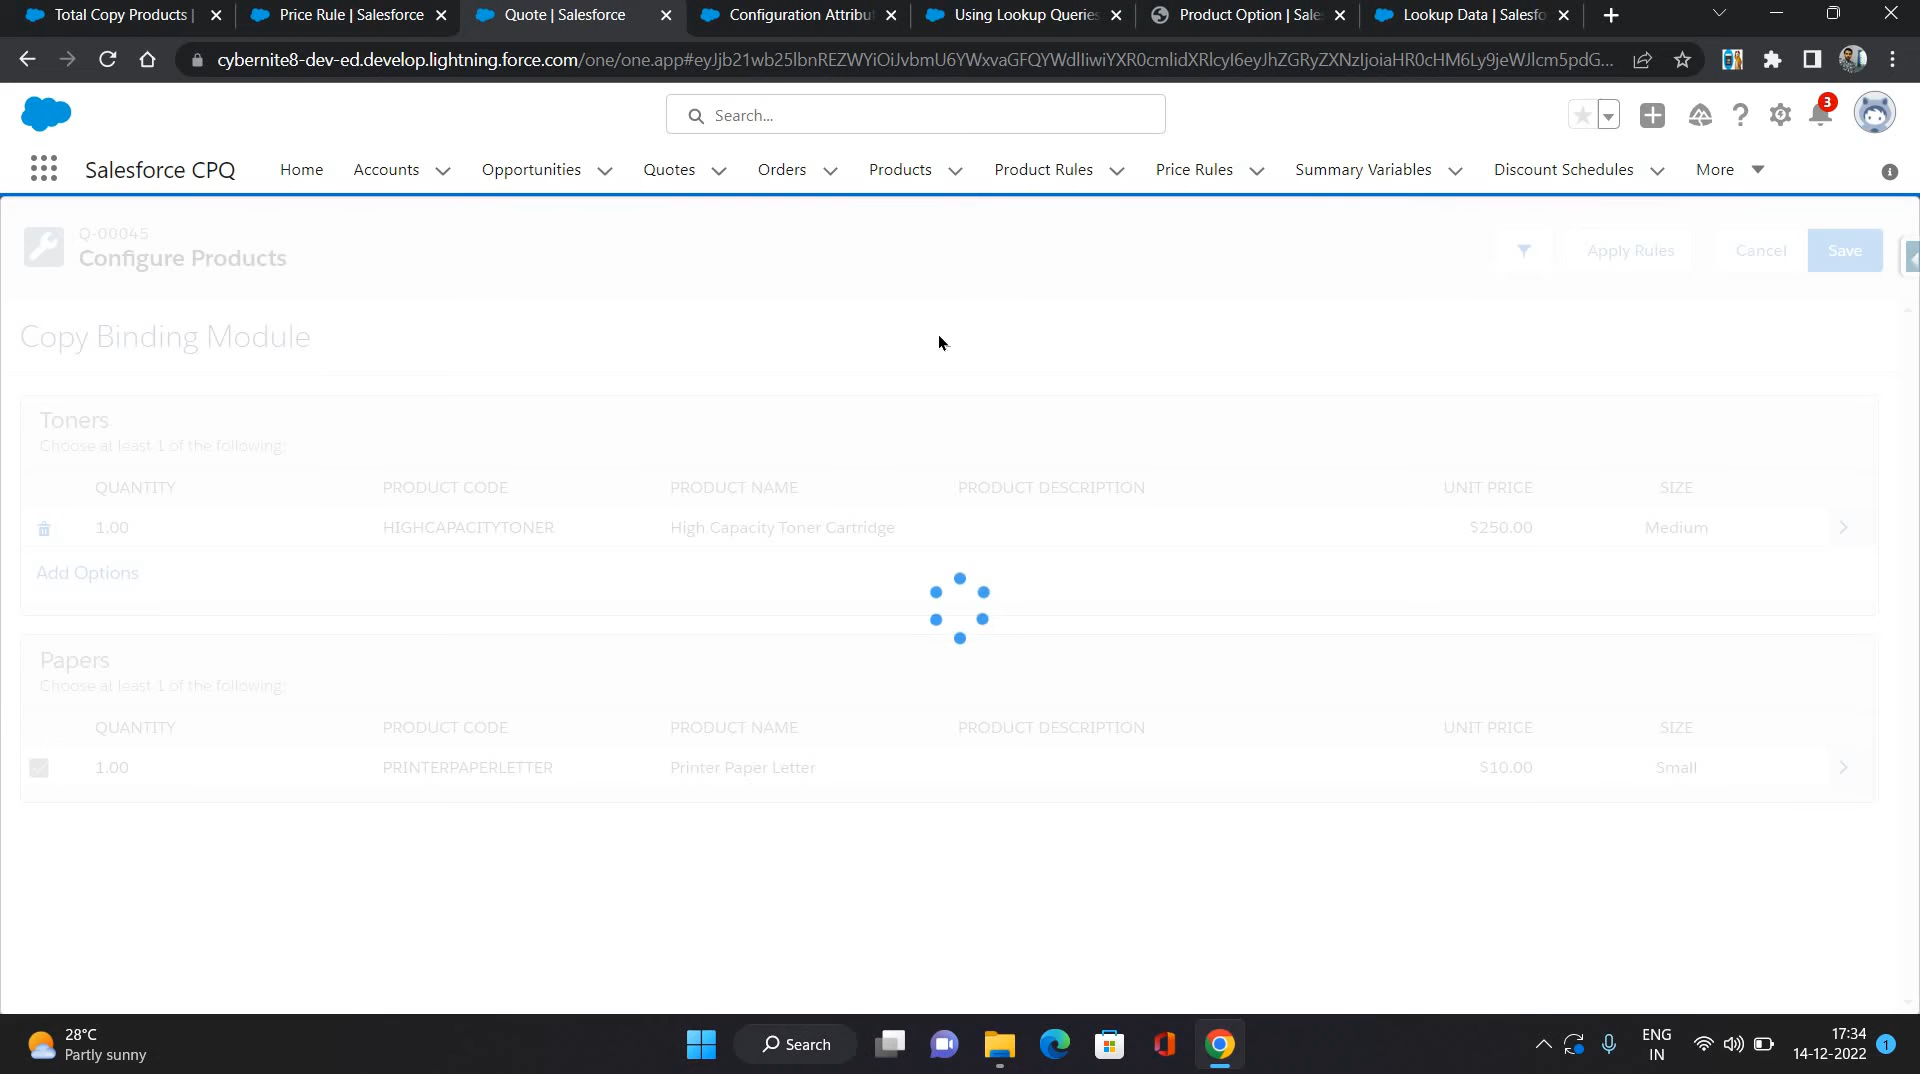 Total Copy Products |
Price Rule | Salesforce
Quote | Salesforce
Configuration Attribu
Using Lookup Queries
Product Option | Sale
Lookup Data | Salesfo
cybernite8-dev-ed.develop.lightning.force.com/one/one.app#eyJjb21wb25lbnREZWYiOiJvbmU6YWxvaGFQYWdlIiwiYXR0cmlidXRlcyI6eyJhZGRyZXNzIjoiaHR0cHM6Ly9jeWJlcm5pdG...
Search...
3
Salesforce CPQ
Home
Accounts
Opportunities
Quotes
Orders
Products
Product Rules
Price Rules
Summary Variables
Discount Schedules
More
Q-00045
Configure Products
Apply Rules
Cancel
Save
Copy Binding Module
Toners
Choose at least 1 of the following:
QUANTITY PRODUCT CODE PRODUCT NAME PRODUCT DESCRIPTION UNIT PRICE SIZE
1.00 HIGHCAPACITYTONER High Capacity Toner Cartridge $250.00 Medium
Add Options
Papers
Choose at least 1 of the following:
QUANTITY PRODUCT CODE PRODUCT NAME PRODUCT DESCRIPTION UNIT PRICE SIZE
1.00 PRINTERPAPERLETTER Printer Paper Letter $10.00 Small
28°C
Partly sunny
Search
ENG
IN
17:34
14-12-2022
1